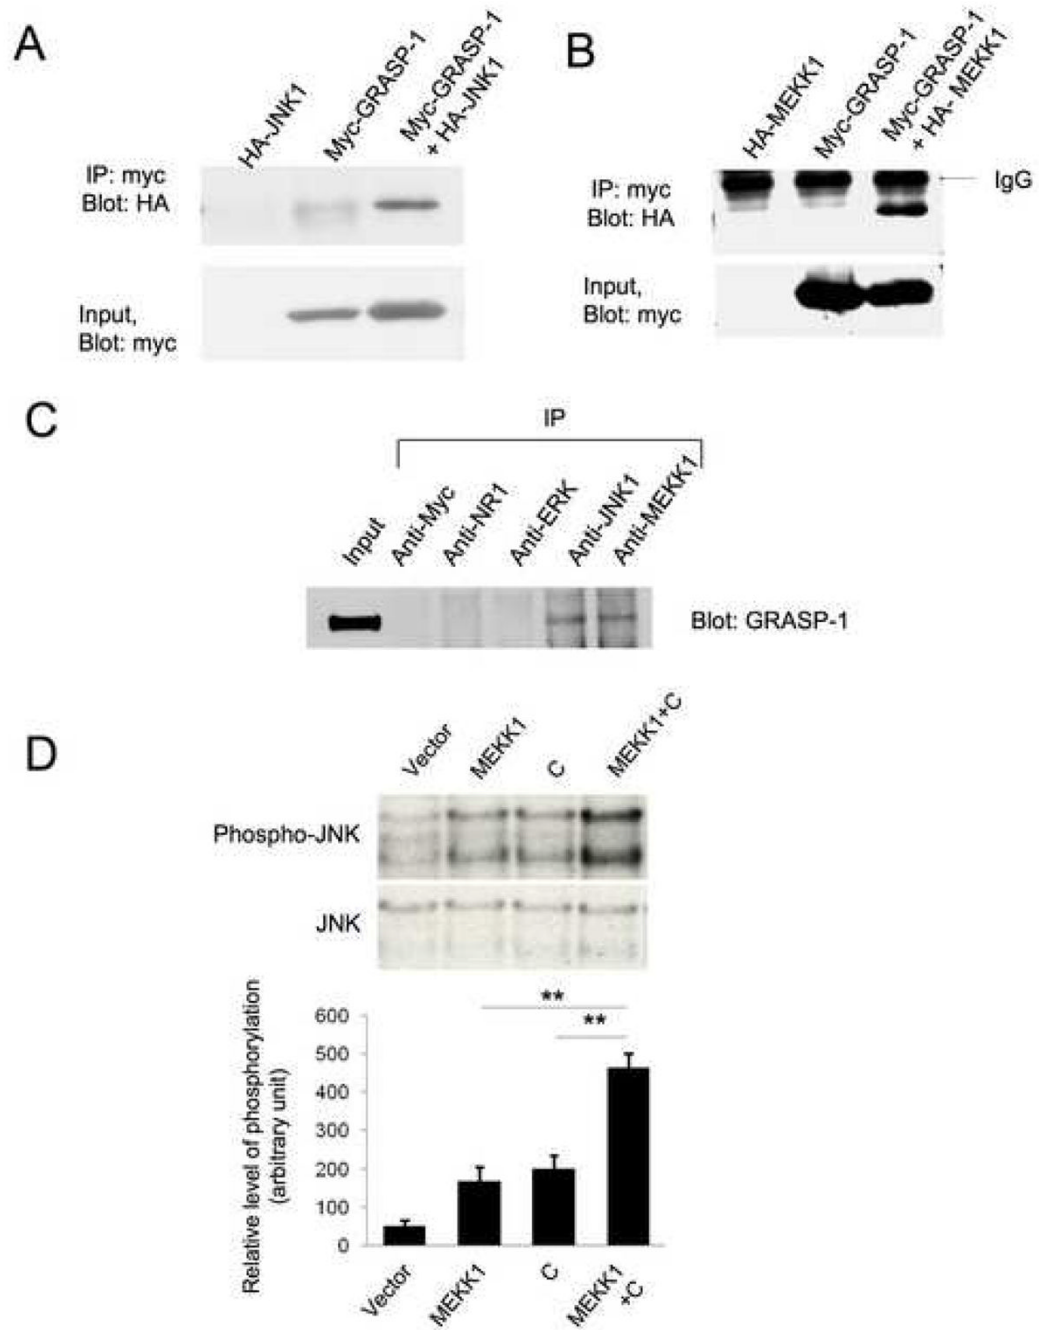 A
HA-JNK1
Myc-GRASP-1
Myc-GRASP-1
+ HA-JNK1
IP: myc
Blot: HA
Input,
Blot: myc
B
HA-MEKK1
Myc-GRASP-1
Myc-GRASP-1
+ HA- MEKK1
IgG
IP: myc
Blot: HA
Input,
Blot: myc
C
IP
Input
Anti-Myc
Anti-NR1
Anti-ERK
Anti-JNK1
Anti-MEKK1
Blot: GRASP-1
D
Vector
MEKK1
C
MEKK1+C
Phospho-JNK
JNK
Relative level of phosphorylation
(arbitrary unit)
**
**
600
500
400
300
200
100
0
Vector
MEKK1
C
MEKK1
+C